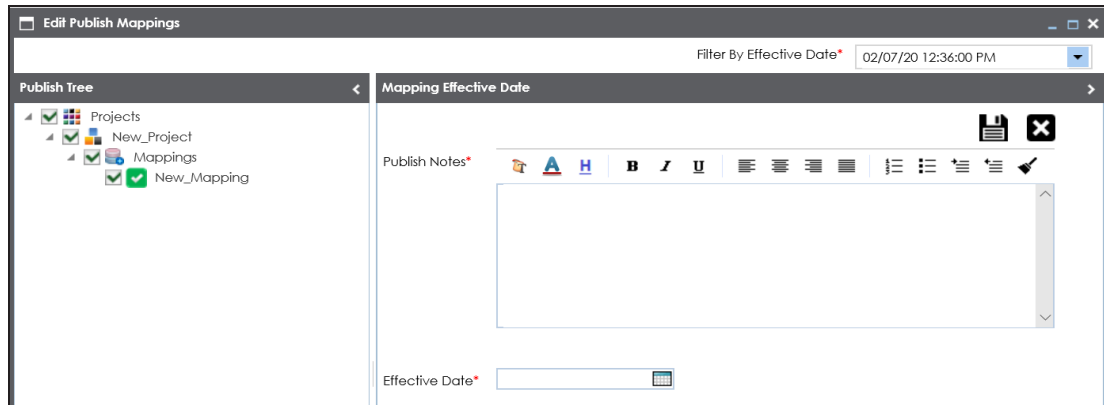 Edit Publish Mappings
Filter By Effective Date* 02/07/20 12:36:00 PM
Publish Tree
Mapping Effective Date
Projects
New_Project
Mappings
New_Mapping
Publish Notes*
A H B I U
Effective Date*